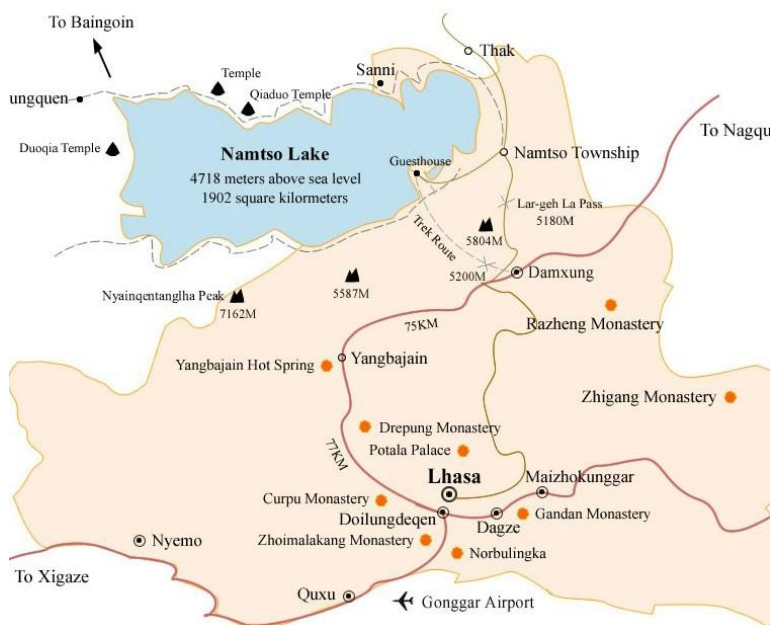 To Baingoin
Thak
Temple
Sanni
Qiaduo Temple
ungquen
To Nagqu
Duoqia Temple
Namtso Lake
4718 meters above sea level
1902 square kilormeters
Guesthouse
Namtso Township
Lar-geh La Pass
5180M
Trek Route
5804M
5200M
Damxung
Nyainqentanglha Peak
7162M
5587M
75KM
Razheng Monastery
Yangbajain Hot Spring
Yangbajain
Zhigang Monastery
Drepung Monastery
Potala Palace
77KM
Lhasa
Maizhokunggar
Curpu Monastery
Doilungdeqen
Dagze
Gandan Monastery
Nyemo
Zhoimalakang Monastery
Norbulingka
To Xigaze
Quxu
Gonggar Airport